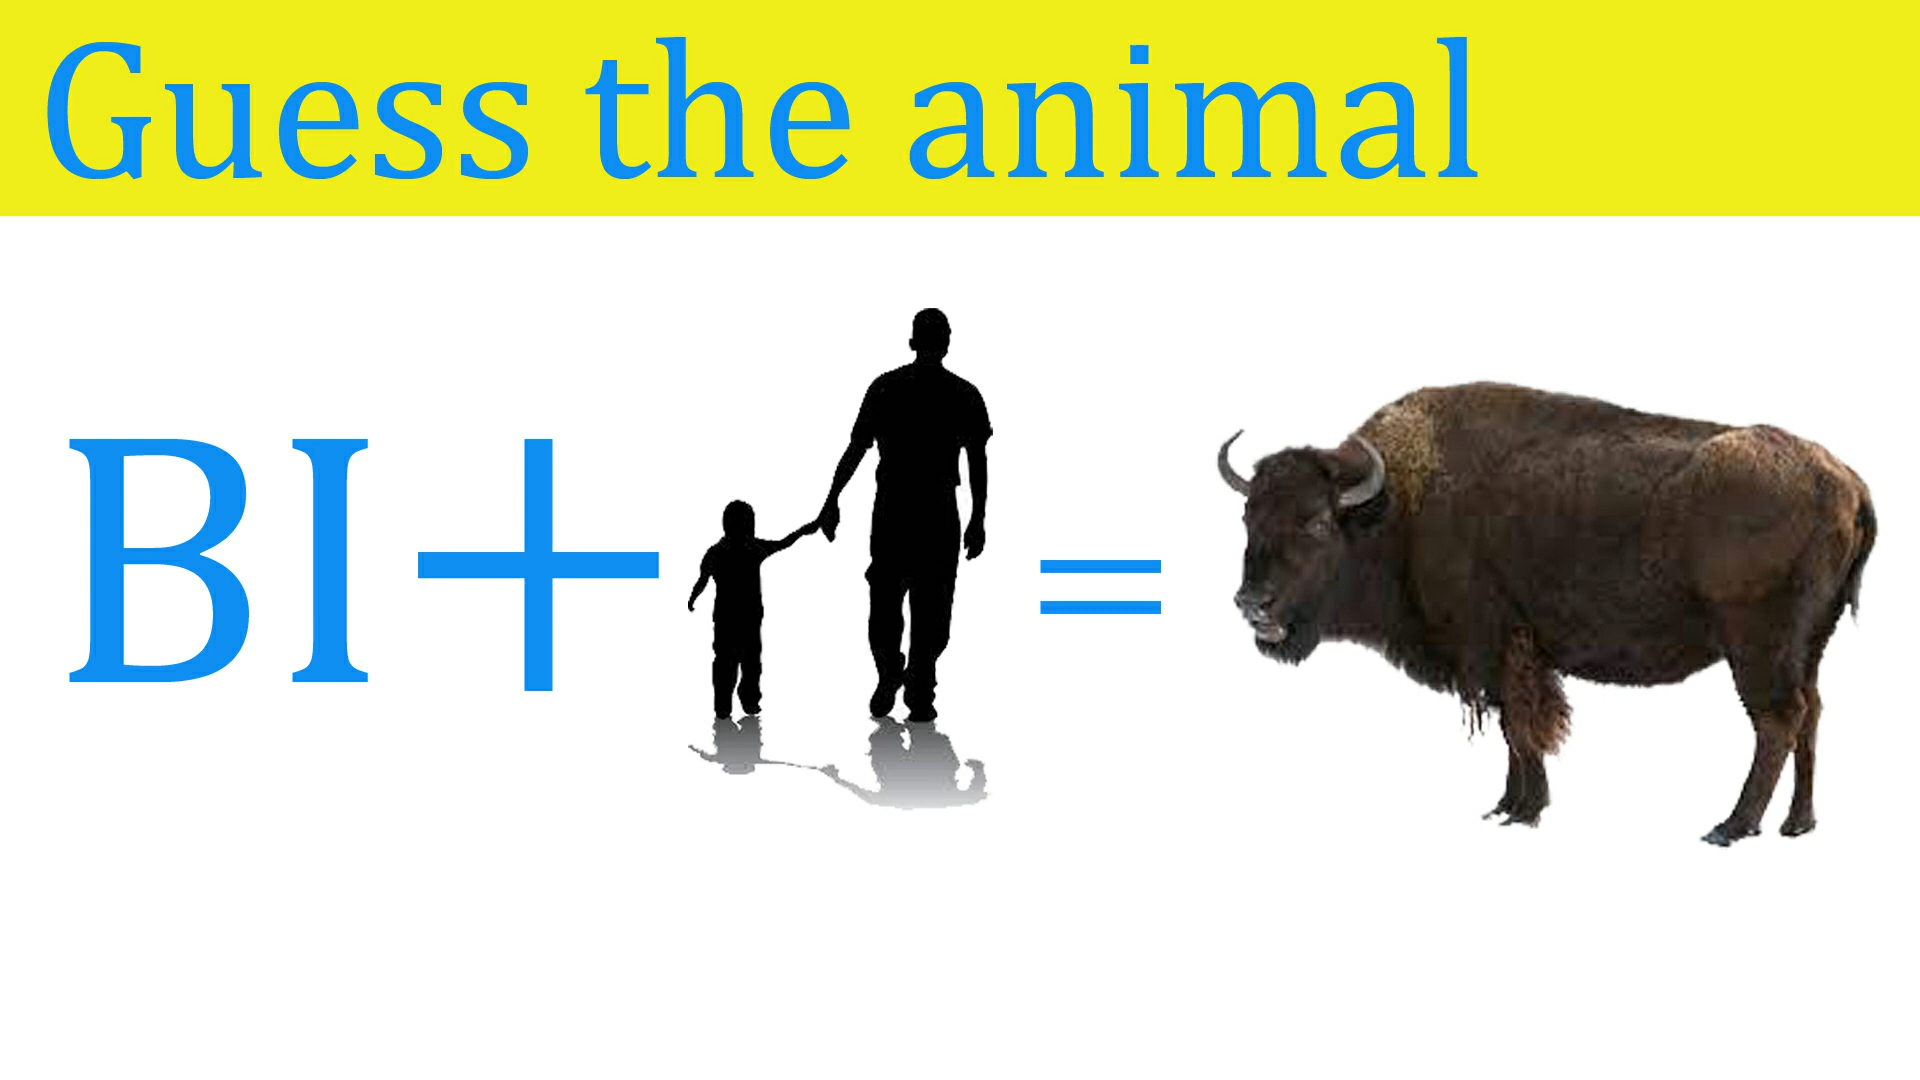 Guess the animal
BI + =